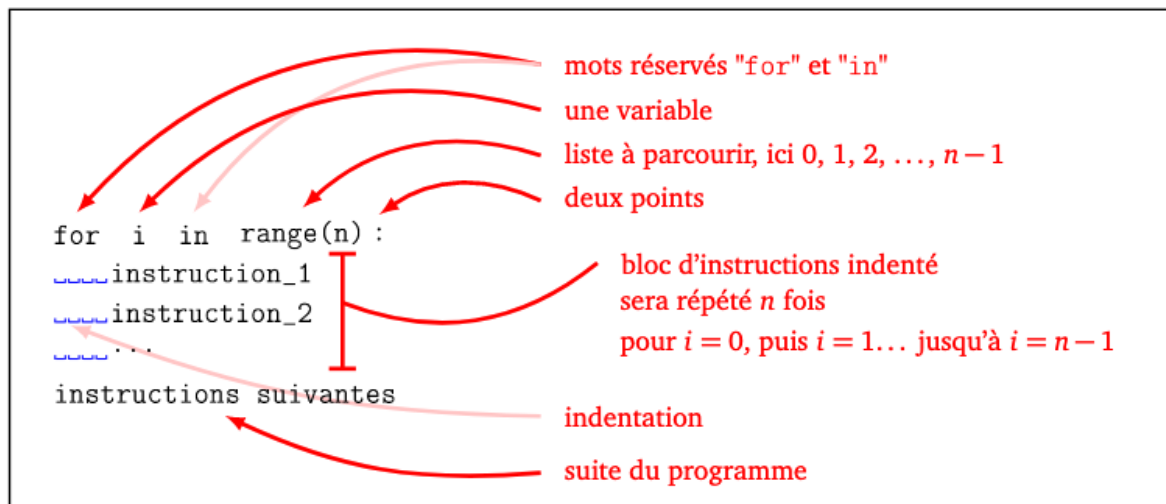 mots réservés "for" et "in"
une variable
liste à parcourir, ici 0, 1, 2, ..., n − 1
deux points
for i in range(n) :
␣␣␣␣instruction_1
␣␣␣␣instruction_2
␣␣␣␣...
instructions suivantes
bloc d'instructions indenté
sera répété n fois
pour i = 0, puis i = 1... jusqu'à i = n − 1
indentation
suite du programme